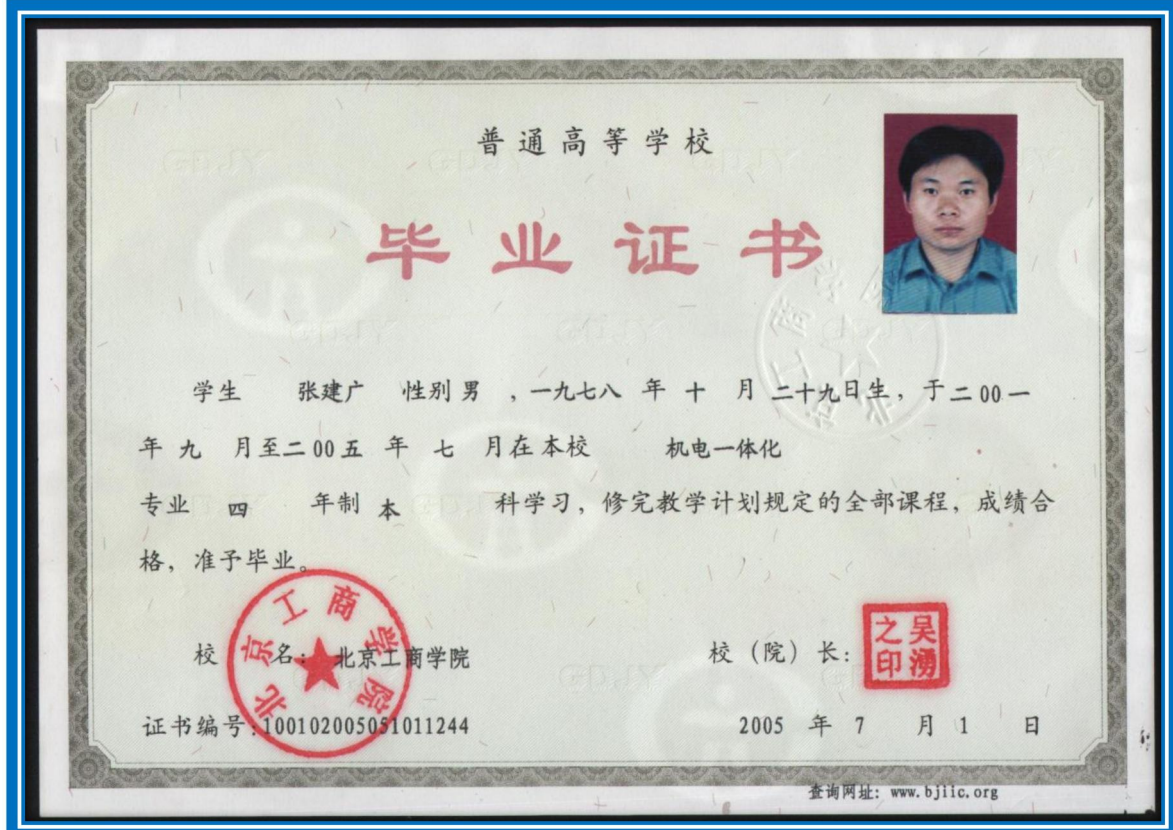 普通高等学校
毕业证书
学生 张建广 性别 男 ,一九七八 年 十 月 二十九日生,于二00一
年 九 月至二00五 年 七 月在本校 机电一体化
专业 四 年制 本 科学习,修完教学计划规定的全部课程,成绩合
格,准予毕业。
北京工商学院
校 名: 北京工商学院
校(院)长:
吴湧之印
证书编号:100102005051011244
2005 年 7 月 1 日
查询网址: www.bjiic.org